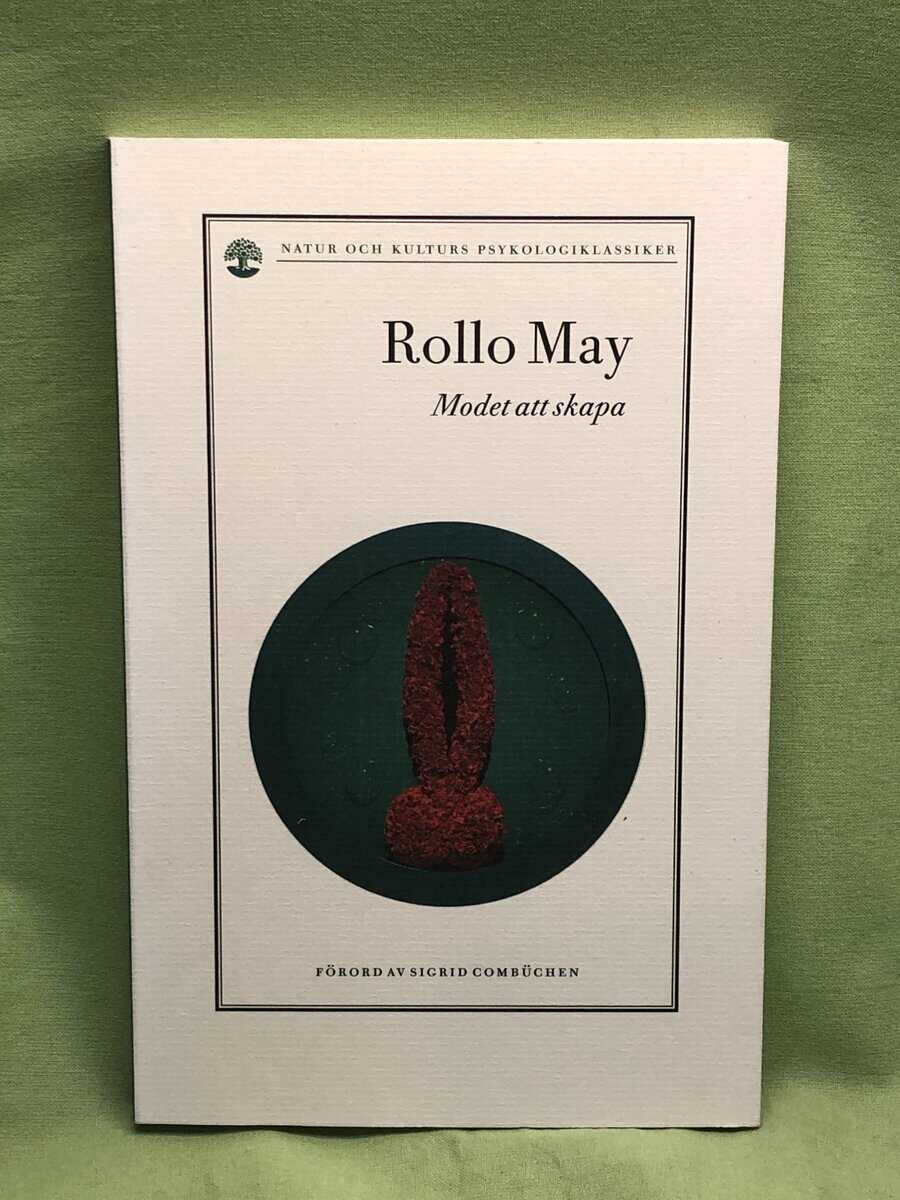 NATUR OCH KULTURS PSYKOLOGIKLASSIKER
Rollo May
Modet att skapa
FÖRORD AV SIGRID COMBÜCHEN